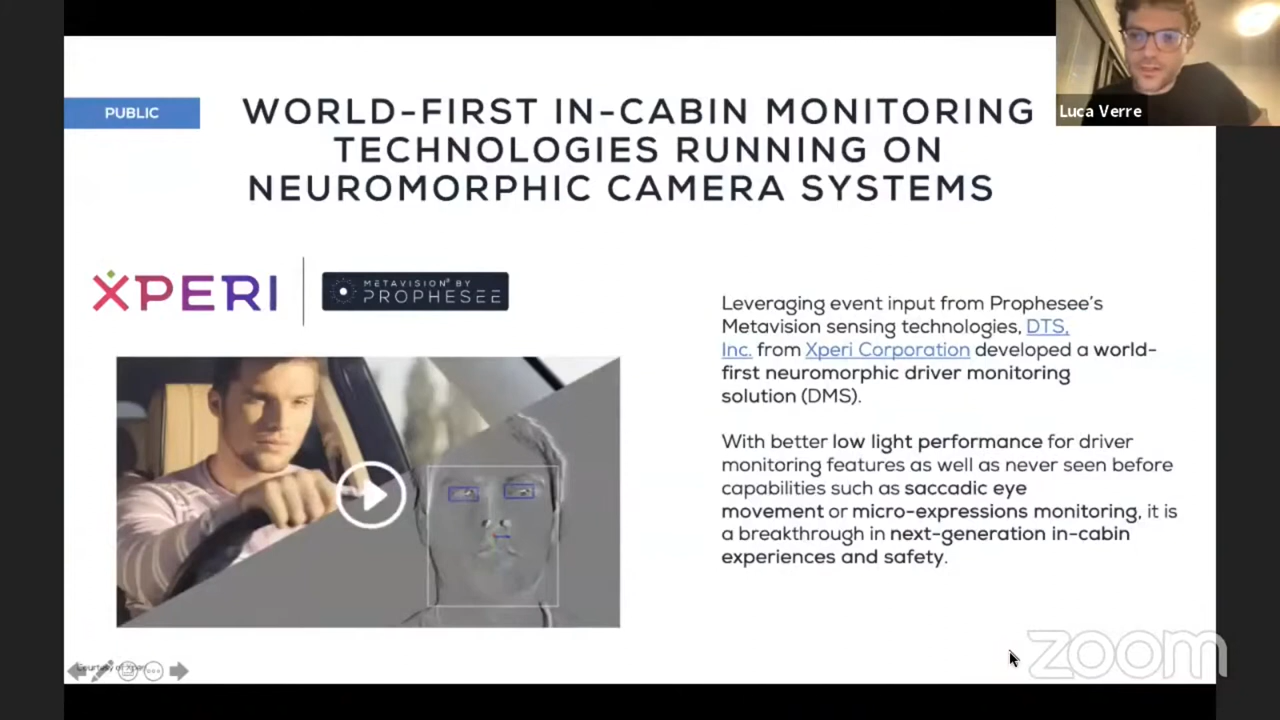 PUBLIC
WORLD-FIRST IN-CABIN MONITORING
TECHNOLOGIES RUNNING ON
NEUROMORPHIC CAMERA SYSTEMS
Luca Verre
XPERI
METAVISION® BY
PROPHESEE
Leveraging event input from Prophesee's
Metavision sensing technologies, DTS,
Inc. from Xperi Corporation developed a world-
first neuromorphic driver monitoring
solution (DMS).
With better low light performance for driver
monitoring features as well as never seen before
capabilities such as saccadic eye
movement or micro-expressions monitoring, it is
a breakthrough in next-generation in-cabin
experiences and safety.
Courtesy of Xperi
zoom